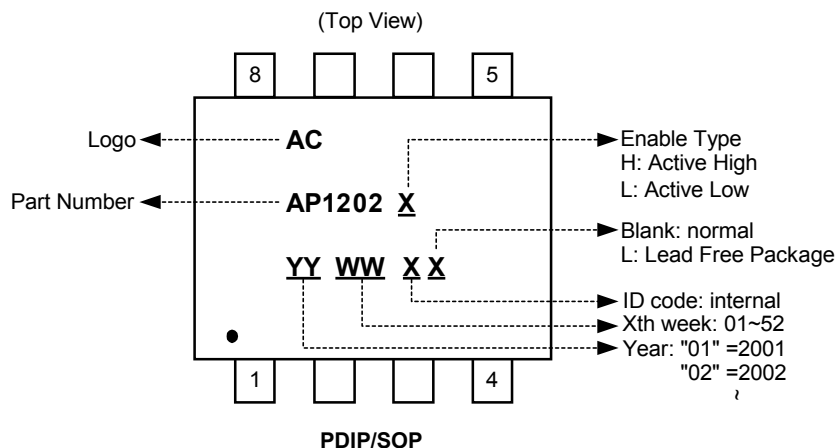 (Top View)
8
5
Logo
AC
Enable Type
H: Active High
L: Active Low
Part Number
AP1202 X
Blank: normal
L: Lead Free Package
YY WW X X
ID code: internal
Xth week: 01~52
Year: "01" =2001
"02" =2002
~
1
4
PDIP/SOP